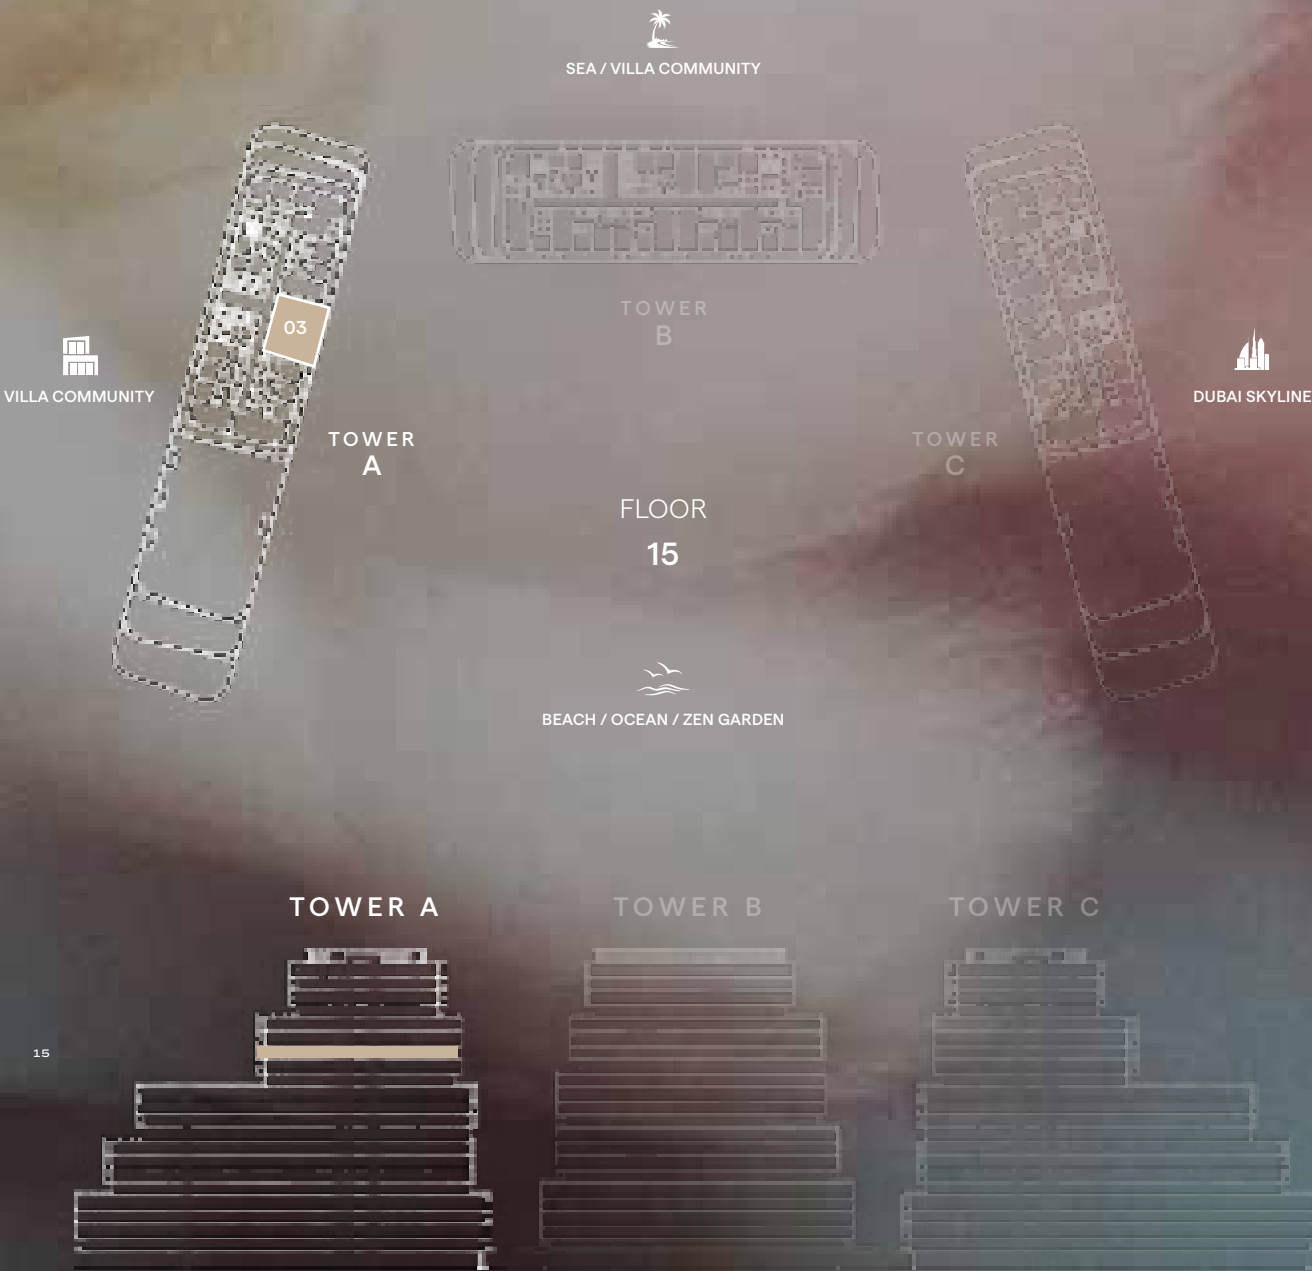 SEA / VILLA COMMUNITY
TOWER
B
03
VILLA COMMUNITY
DUBAI SKYLINE
TOWER
A
TOWER
C
FLOOR
15
BEACH / OCEAN / ZEN GARDEN
TOWER A
TOWER B
TOWER C
15